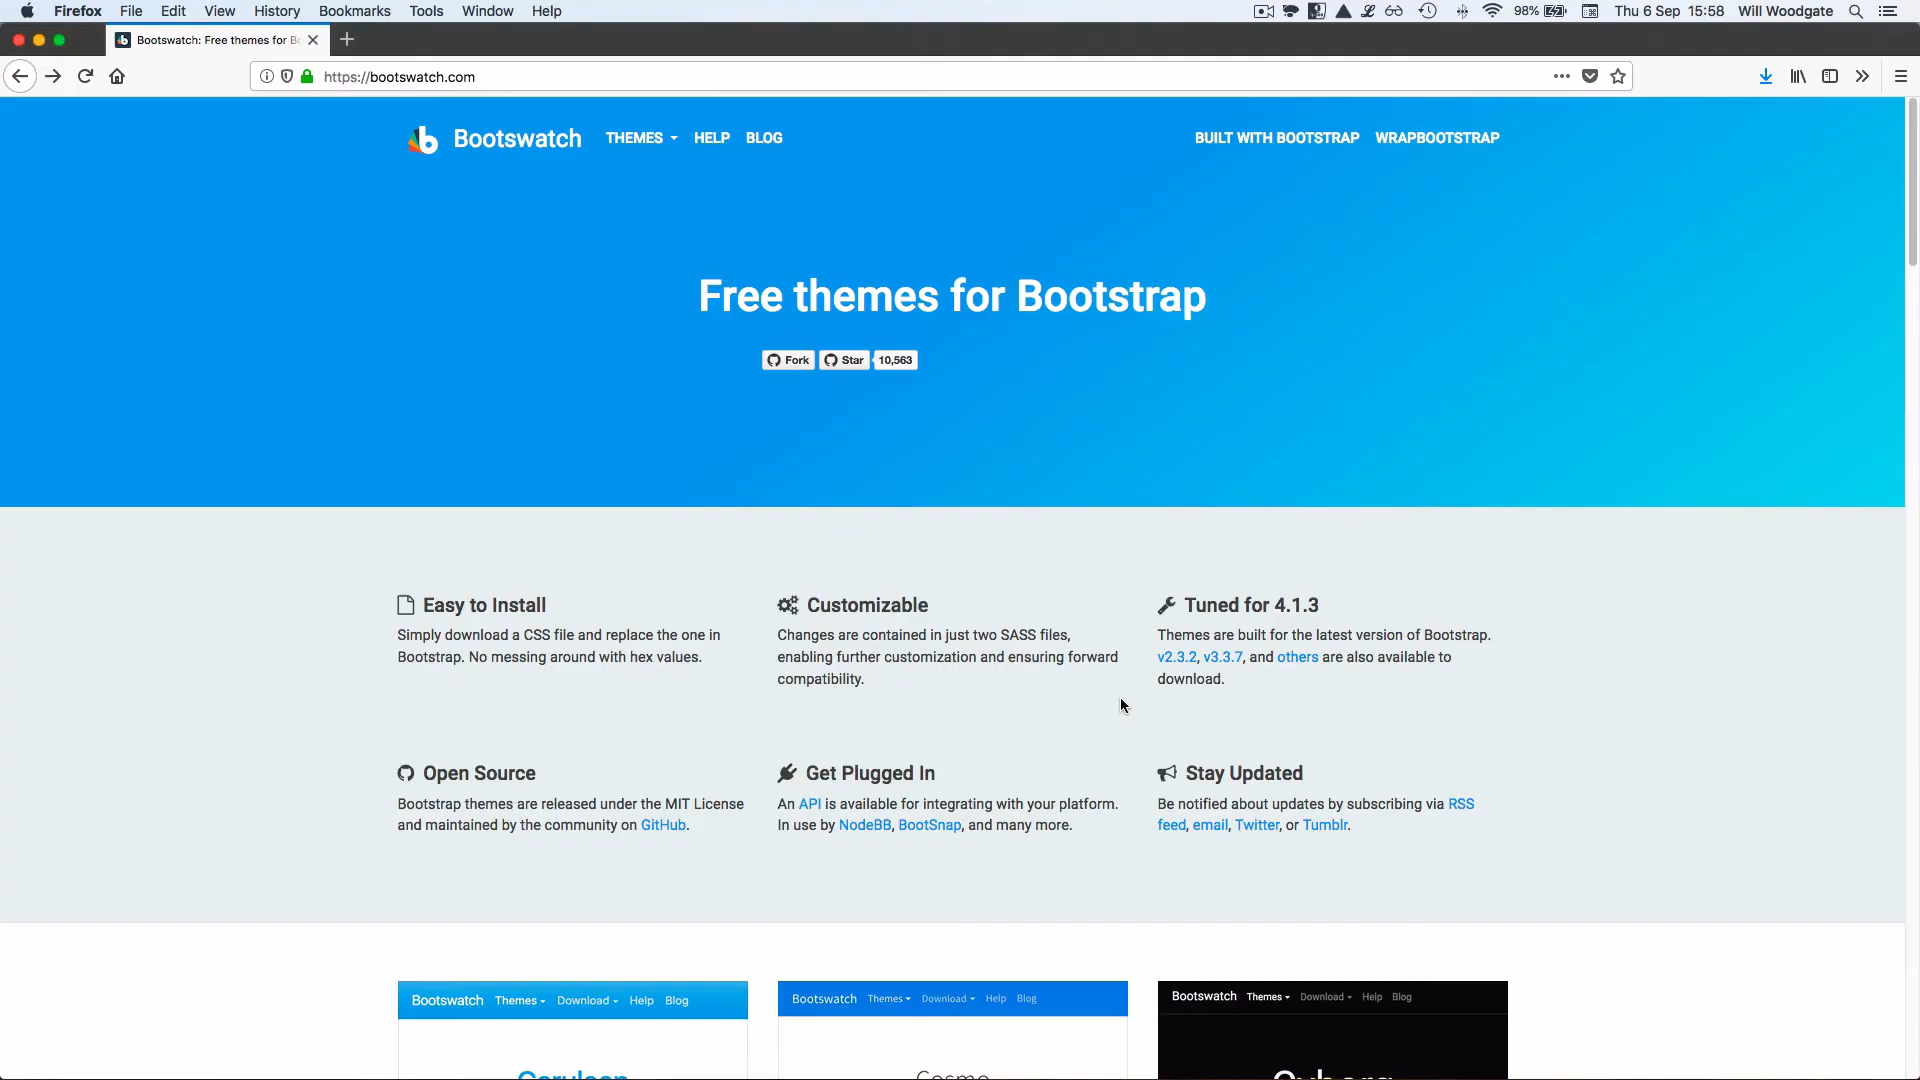 Firefox File Edit View History Bookmarks Tools Window Help 98% Thu 6 Sep 15:58 Will Woodgate
Bootswatch: Free themes for Bo
https://bootswatch.com
Bootswatch THEMES HELP BLOG BUILT WITH BOOTSTRAP WRAPBOOTSTRAP
Free themes for Bootstrap
Fork Star 10,563
Easy to Install
Simply download a CSS file and replace the one in
Bootstrap. No messing around with hex values.
Customizable
Changes are contained in just two SASS files,
enabling further customization and ensuring forward
compatibility.
Tuned for 4.1.3
Themes are built for the latest version of Bootstrap.
v2.3.2, v3.3.7, and others are also available to
download.
Open Source
Bootstrap themes are released under the MIT License
and maintained by the community on GitHub.
Get Plugged In
An API is available for integrating with your platform.
In use by NodeBB, BootSnap, and many more.
Stay Updated
Be notified about updates by subscribing via RSS
feed, email, Twitter, or Tumblr.
Bootswatch Themes Download Help Blog
Cerulean
Bootswatch Themes Download Help Blog
Cosmo
Bootswatch Themes Download Help Blog
Cyborg